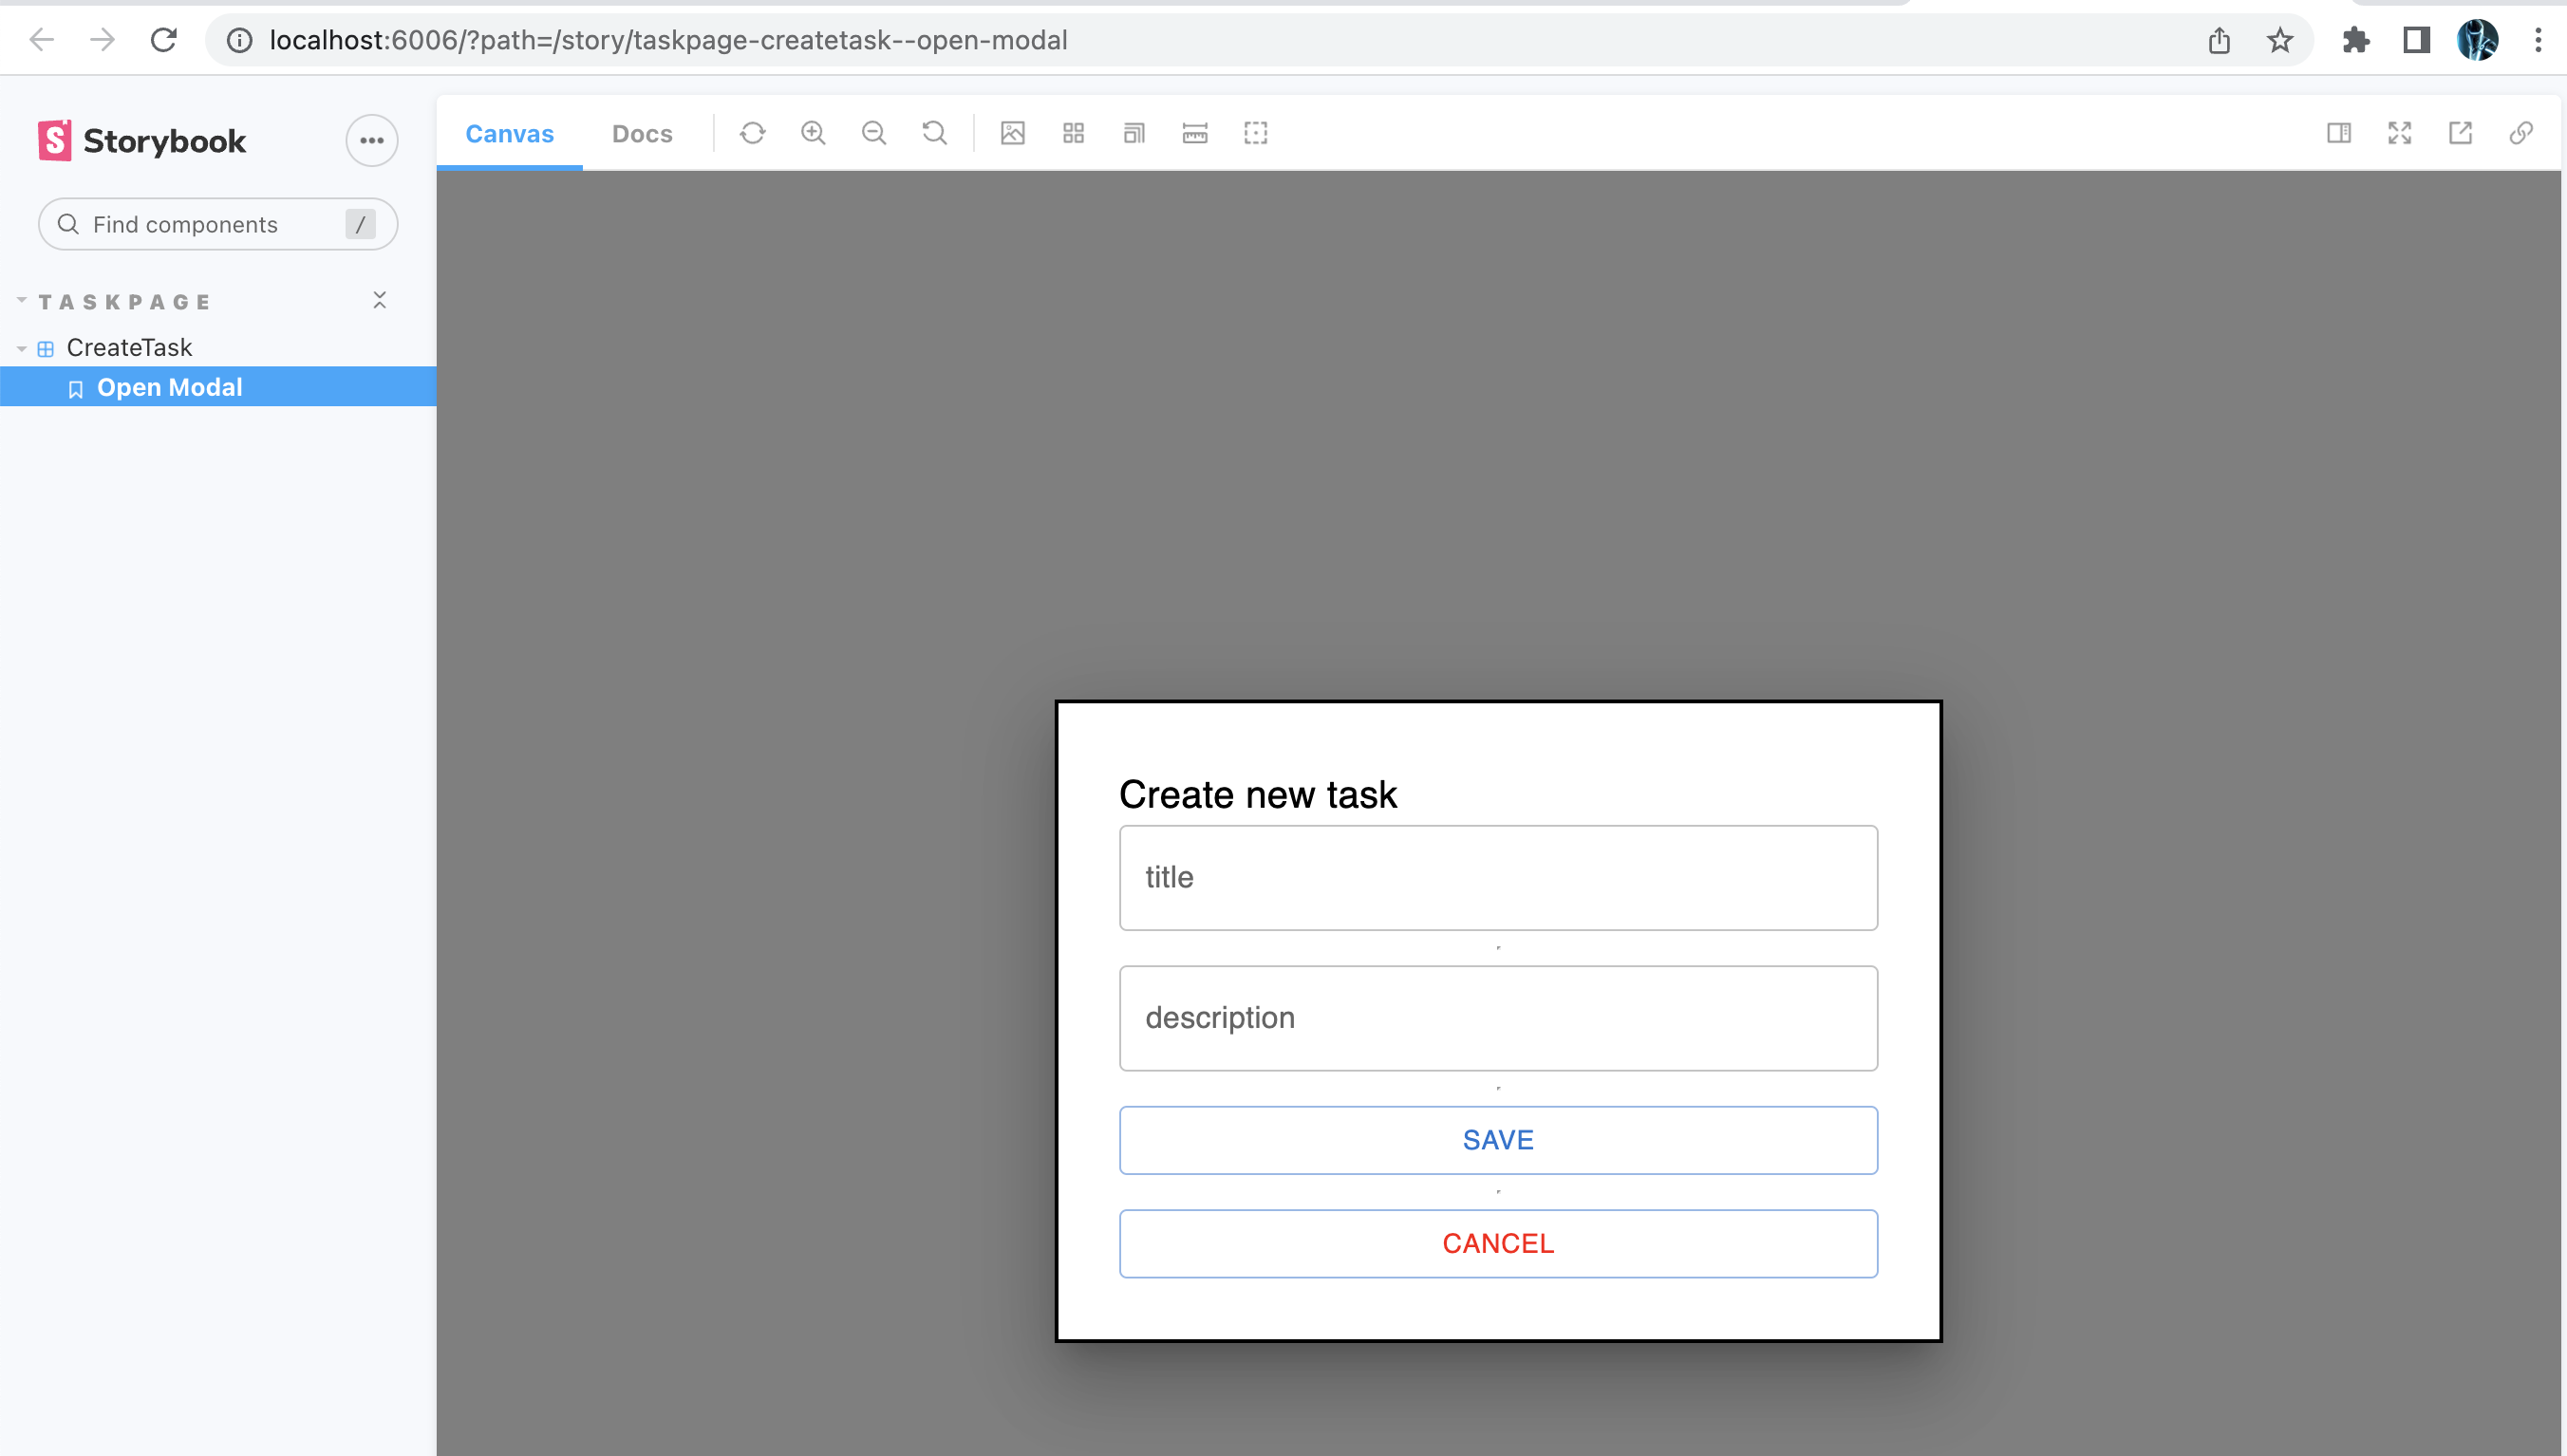 localhost:6006/?path=/story/taskpage-createtask--open-modal
Storybook
Canvas Docs
Find components /
TASKPAGE
CreateTask
Open Modal
Create new task
title
description
SAVE
CANCEL